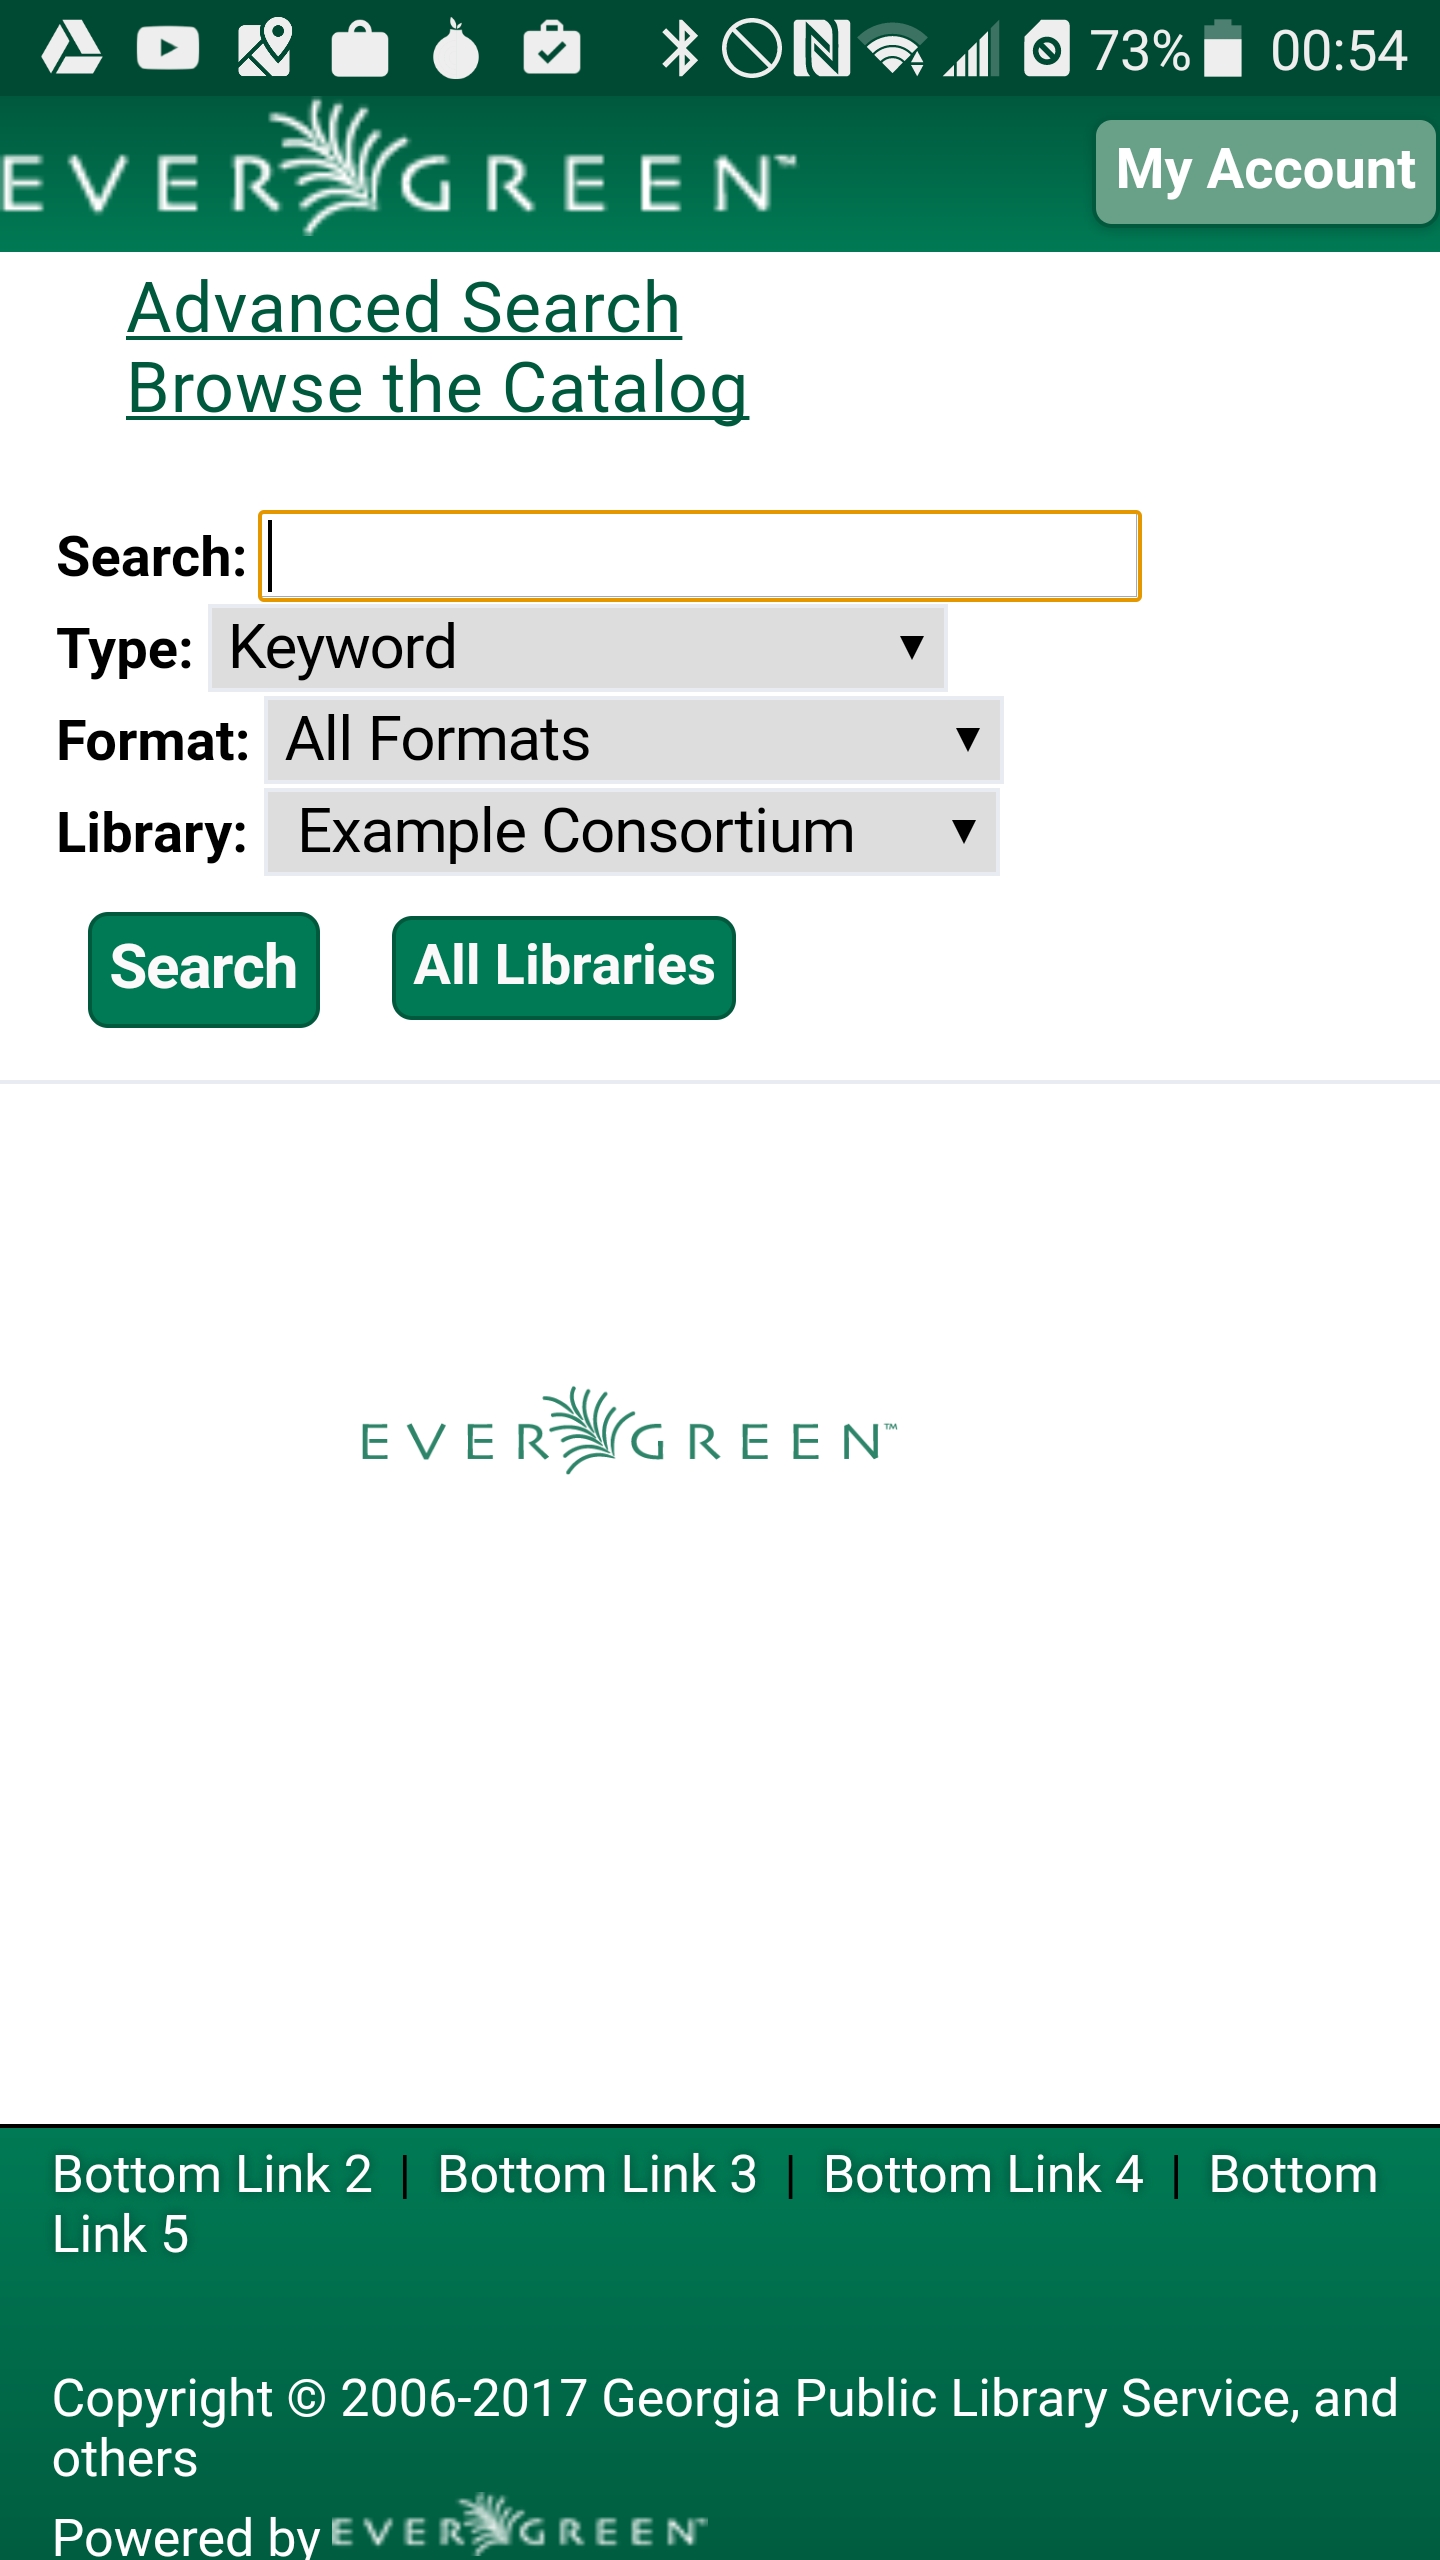 73% 00:54
EVERGREEN™ My Account
Advanced Search
Browse the Catalog
Search:
Type: Keyword
Format: All Formats
Library: Example Consortium
Search All Libraries
EVERGREEN™
Bottom Link 2 | Bottom Link 3 | Bottom Link 4 | Bottom
Link 5
Copyright © 2006-2017 Georgia Public Library Service, and
others
Powered by EVERGREEN™